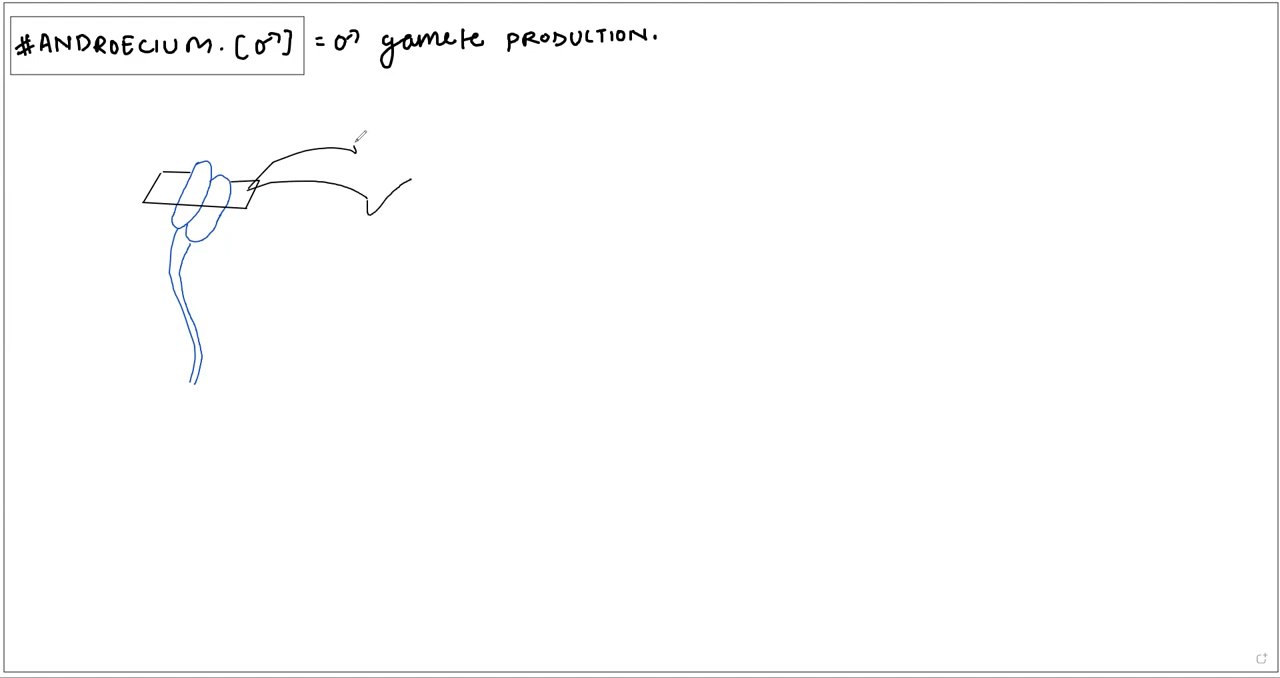 #ANDROECIUM. [♂] = ♂ gamete PRODUCTION.